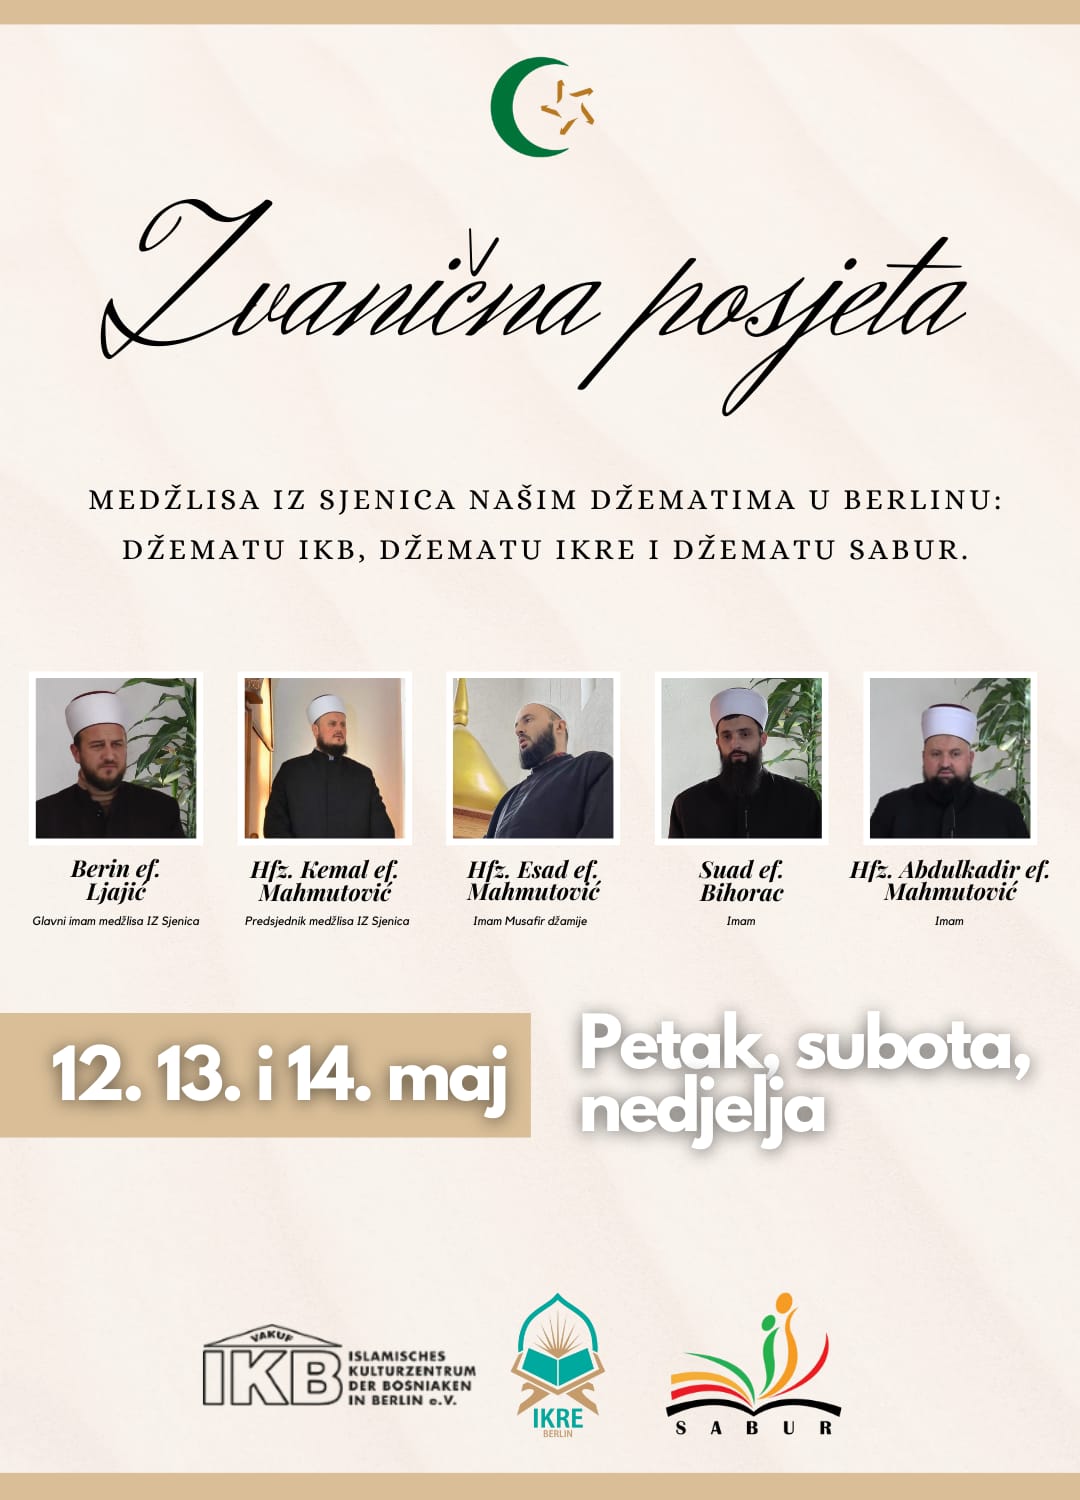 Zvanična posjeta
MEDŽLISA IZ SJENICA NAŠIM DŽEMATIMA U BERLINU:
DŽEMATU IKB, DŽEMATU IKRE I DŽEMATU SABUR.
Berin ef.
Ljajić
Glavni imam medžlisa IZ Sjenica
Hfz. Kemal ef.
Mahmutović
Predsjednik medžlisa IZ Sjenica
Hfz. Esad ef.
Mahmutović
Imam Musafir džamije
Suad ef.
Bihorac
Imam
Hfz. Abdulkadir ef.
Mahmutović
Imam
12. 13. i 14. maj
Petak, subota,
nedjelja
VAKUF
IKB
ISLAMISCHES
KULTURZENTRUM
DER BOSNIAKEN
IN BERLIN e.V.
IKRE
BERLIN
SABUR